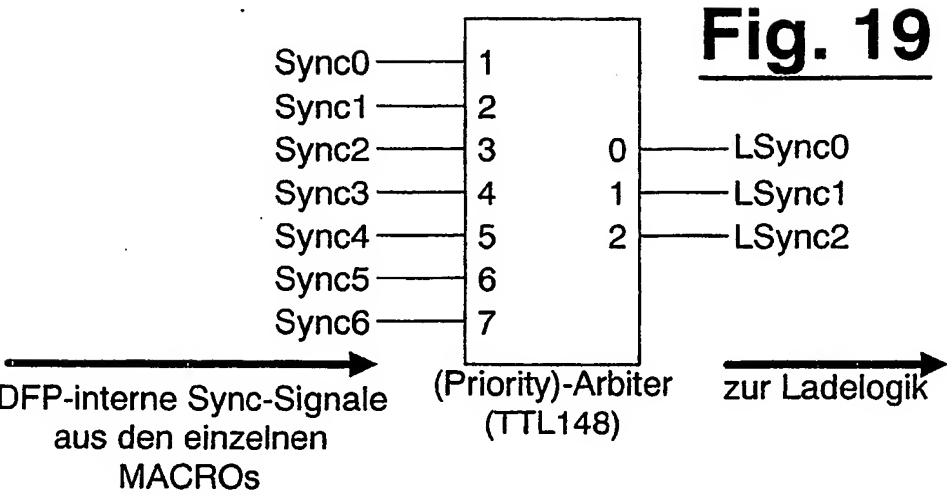 Fig. 19
Sync0 1
Sync1 2
Sync2 3 0 LSync0
Sync3 4 1 LSync1
Sync4 5 2 LSync2
Sync5 6
Sync6 7
DFP-interne Sync-Signale
aus den einzelnen
MACROs
(Priority)-Arbiter
(TTL148)
zur Ladelogik